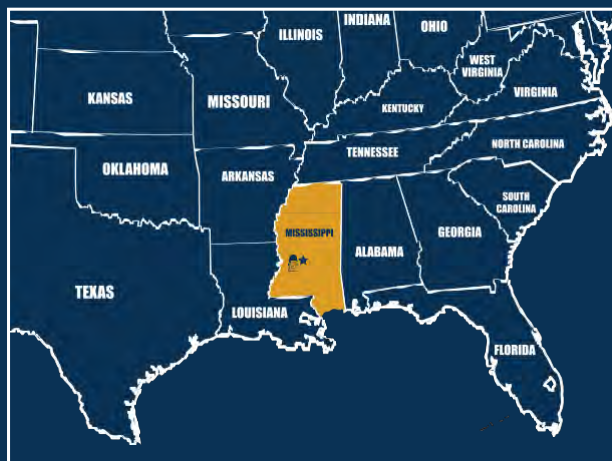 INDIANA
OHIO
ILLINOIS
WEST
VIRGINIA
KANSAS
MISSOURI
VIRGINIA
KENTUCKY
NORTH CAROLINA
TENNESSEE
OKLAHOMA
ARKANSAS
SOUTH
CAROLINA
MISSISSIPPI
GEORGIA
ALABAMA
TEXAS
LOUISIANA
FLORIDA